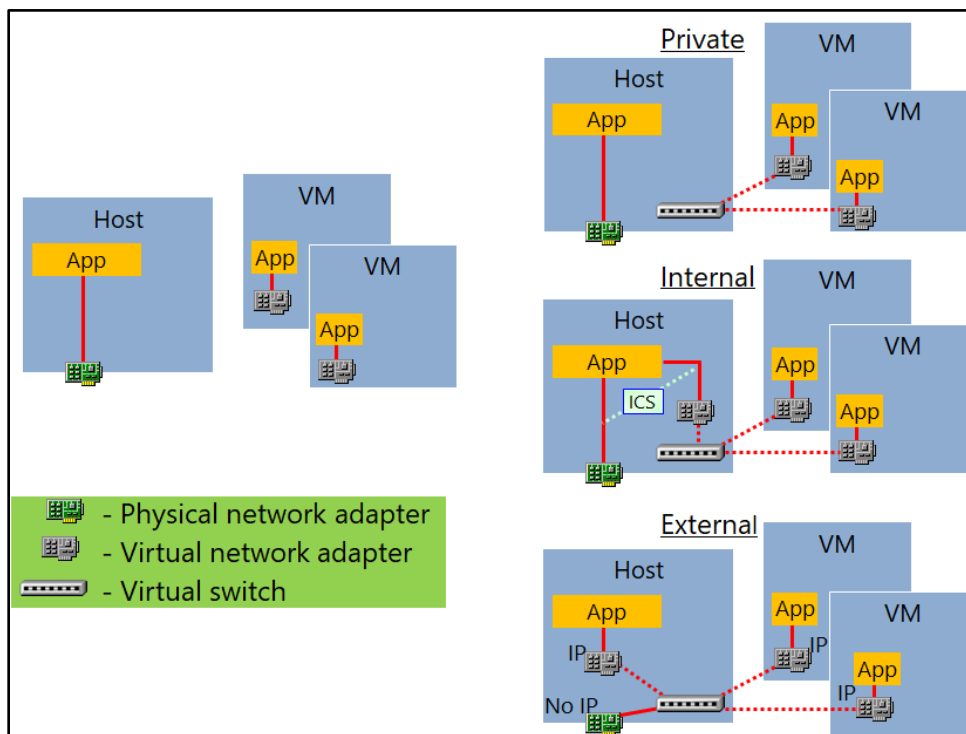 Host
App
VM
App
VM
App
- Physical network adapter
- Virtual network adapter
- Virtual switch
Private
Host
App
VM
App
VM
App
Internal
Host
App
ICS
VM
App
VM
App
External
Host
App
IP
No IP
VM
App
IP
VM
App
IP